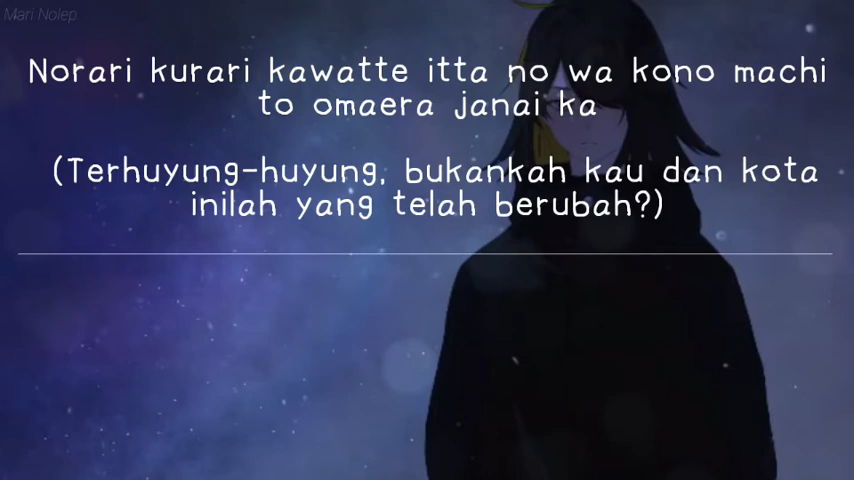 Mari Nolep
Norari kurari kawatte itta no wa kono machi
to omaera janai ka
(Terhuyung-huyung, bukankah kau dan kota
inilah yang telah berubah?)